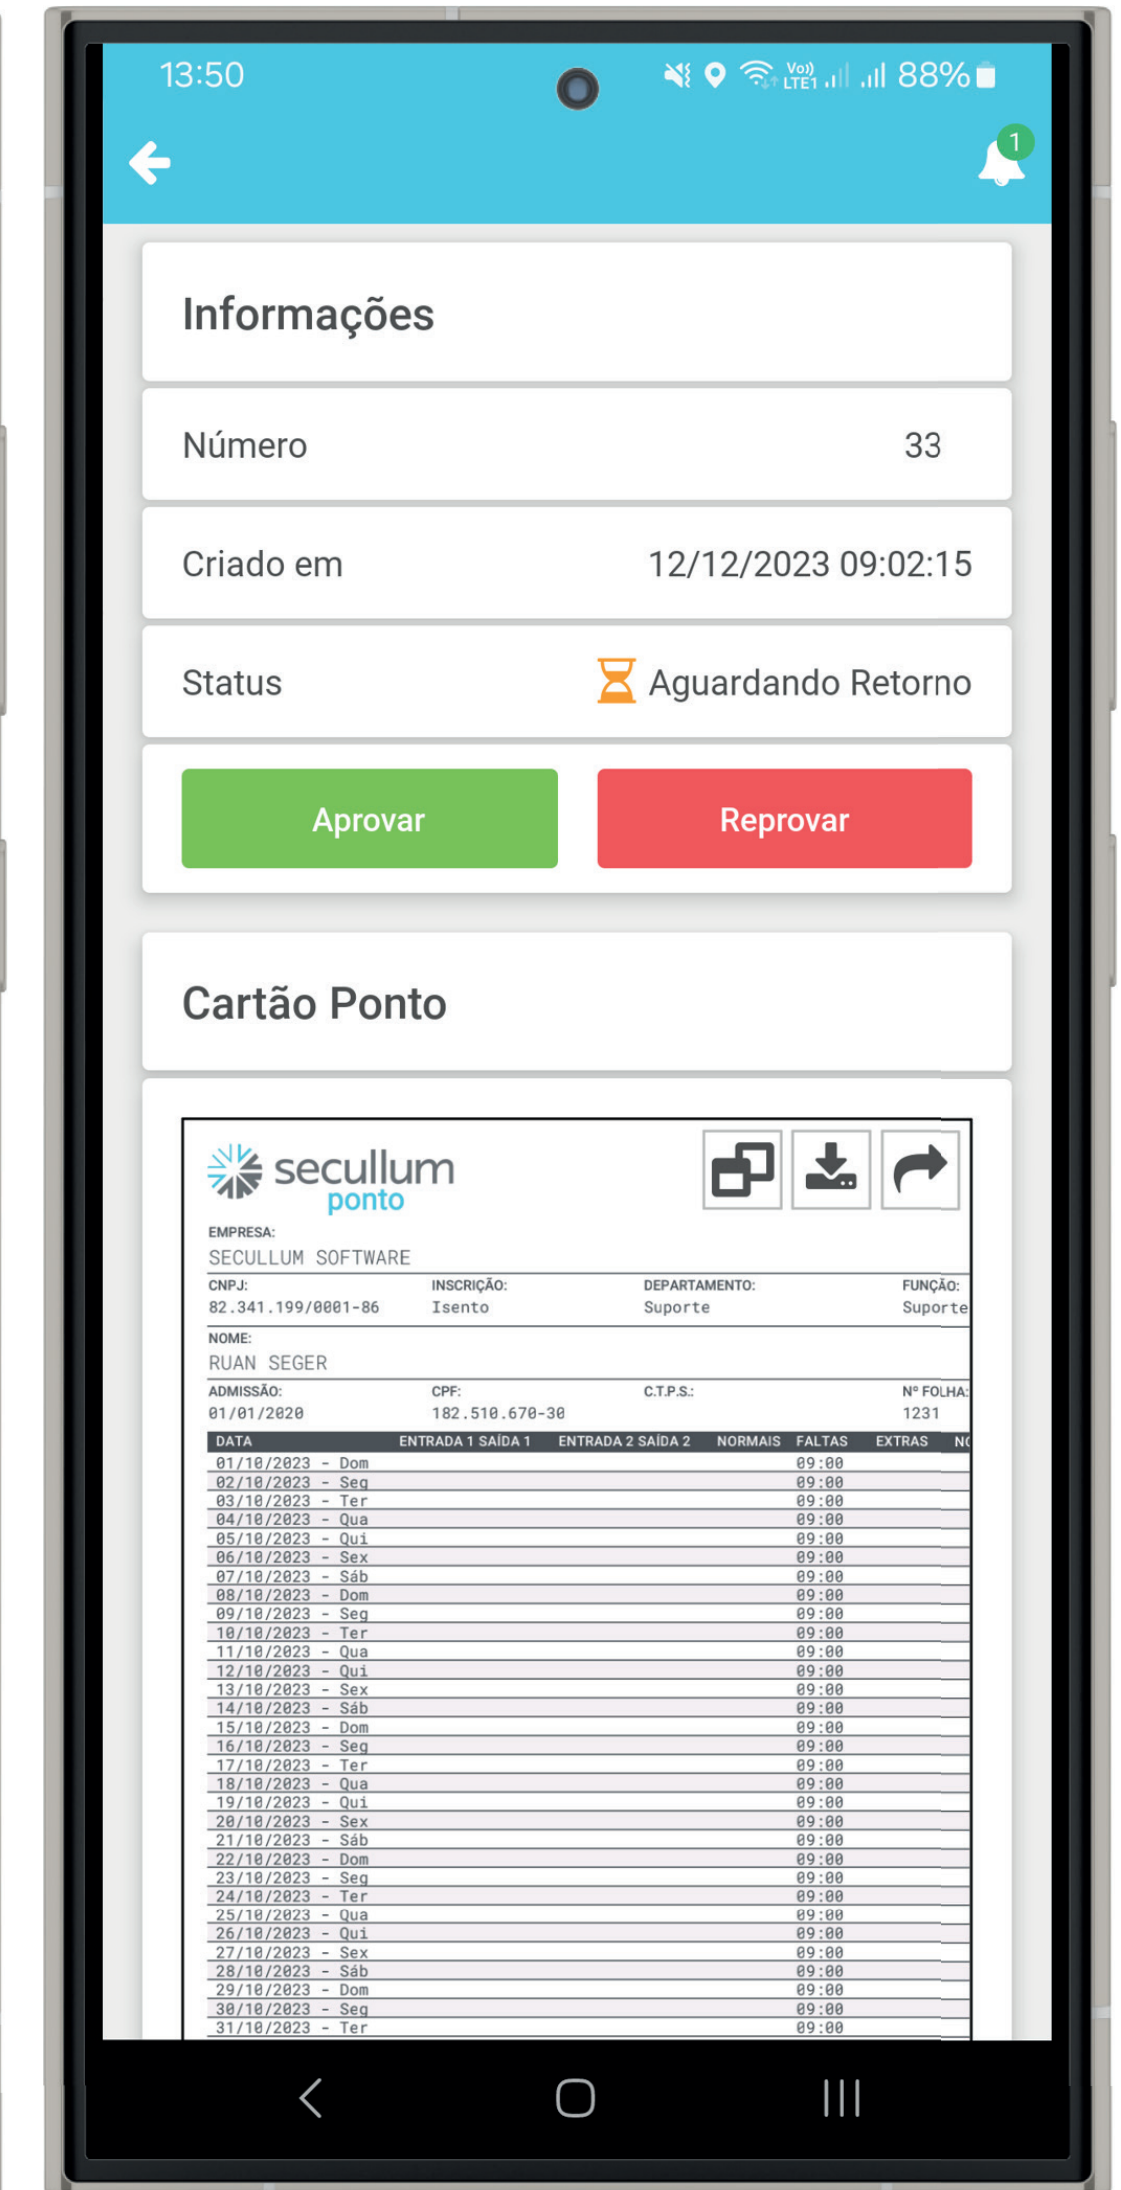 13:50 Vo)) LTE1 88%
1
Informações
Número 33
Criado em 12/12/2023 09:02:15
Status Aguardando Retorno
Aprovar Reprovar
Cartão Ponto
secullum
ponto
EMPRESA:
SECULLUM SOFTWARE
CNPJ: INSCRIÇÃO: DEPARTAMENTO: FUNÇÃO:
82.341.199/0001-86 Isento Suporte Suporte
NOME:
RUAN SEGER
ADMISSÃO: CPF: C.T.P.S.: Nº FOLHA:
01/01/2020 182.510.670-30 1231
DATA ENTRADA 1 SAÍDA 1 ENTRADA 2 SAÍDA 2 NORMAIS FALTAS EXTRAS NO
01/10/2023 - Dom 09:00
02/10/2023 - Seg 09:00
03/10/2023 - Ter 09:00
04/10/2023 - Qua 09:00
05/10/2023 - Qui 09:00
06/10/2023 - Sex 09:00
07/10/2023 - Sáb 09:00
08/10/2023 - Dom 09:00
09/10/2023 - Seg 09:00
10/10/2023 - Ter 09:00
11/10/2023 - Qua 09:00
12/10/2023 - Qui 09:00
13/10/2023 - Sex 09:00
14/10/2023 - Sáb 09:00
15/10/2023 - Dom 09:00
16/10/2023 - Seg 09:00
17/10/2023 - Ter 09:00
18/10/2023 - Qua 09:00
19/10/2023 - Qui 09:00
20/10/2023 - Sex 09:00
21/10/2023 - Sáb 09:00
22/10/2023 - Dom 09:00
23/10/2023 - Seg 09:00
24/10/2023 - Ter 09:00
25/10/2023 - Qua 09:00
26/10/2023 - Qui 09:00
27/10/2023 - Sex 09:00
28/10/2023 - Sáb 09:00
29/10/2023 - Dom 09:00
30/10/2023 - Seg 09:00
31/10/2023 - Ter 09:00